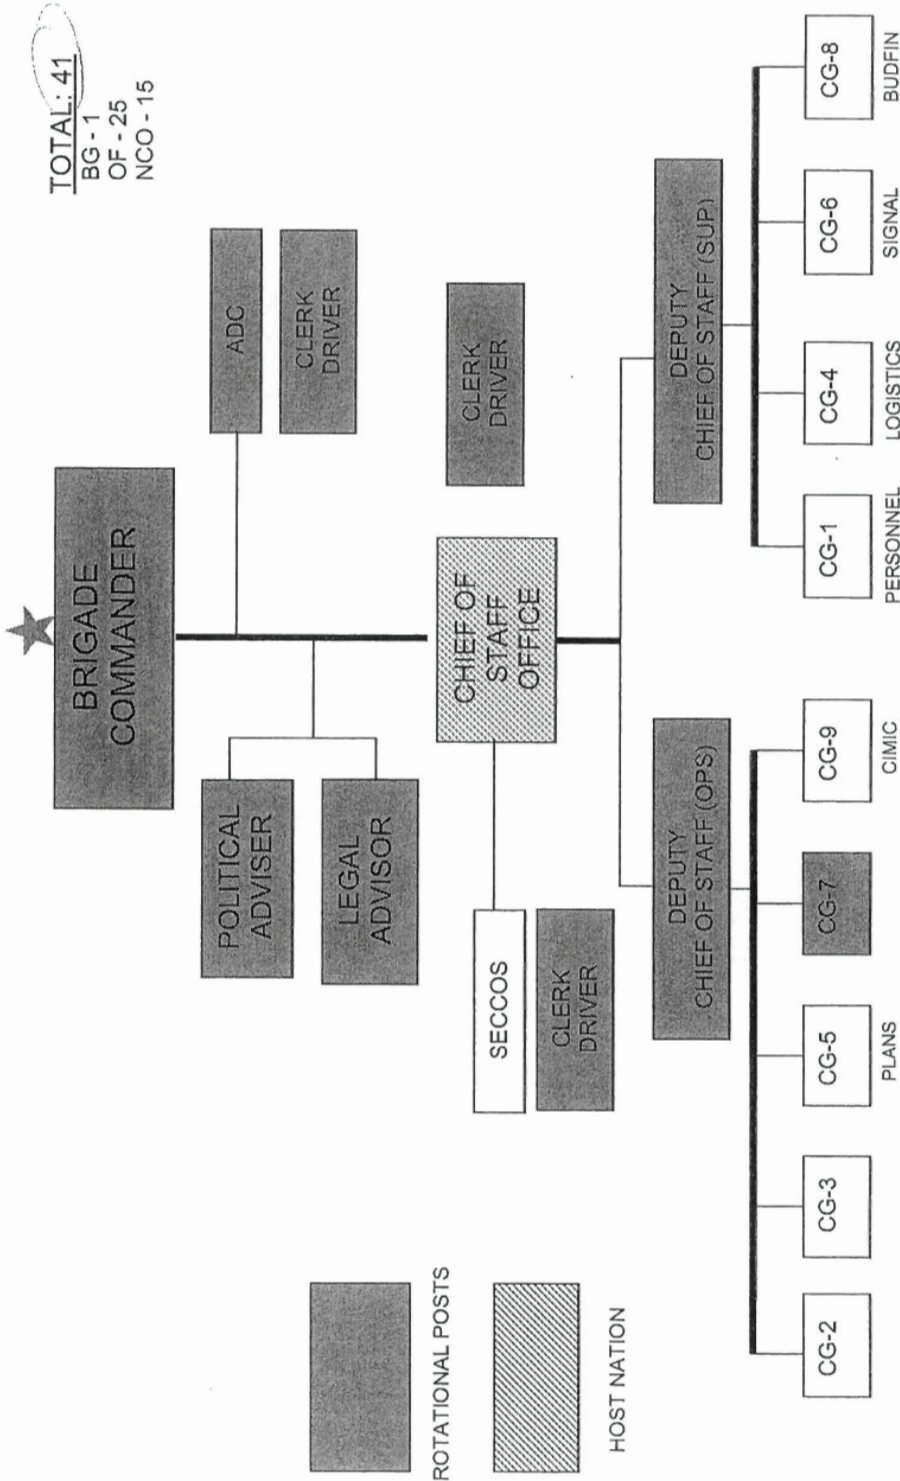 TOTAL: 41
BG - 1
OF - 25
NCO - 15
BRIGADE
COMMANDER
ADC
CLERK
DRIVER
POLITICAL
ADVISER
LEGAL
ADVISOR
CHIEF OF
STAFF
OFFICE
CLERK
DRIVER
SECCOS
CLERK
DRIVER
DEPUTY
CHIEF OF STAFF (OPS)
DEPUTY
CHIEF OF STAFF (SUP)
CG-2
CG-3
CG-5
CG-7
CG-9
CG-1
CG-4
CG-6
CG-8
PLANS
CIMIC
PERSONNEL
LOGISTICS
SIGNAL
BUDFIN
ROTATIONAL POSTS
HOST NATION